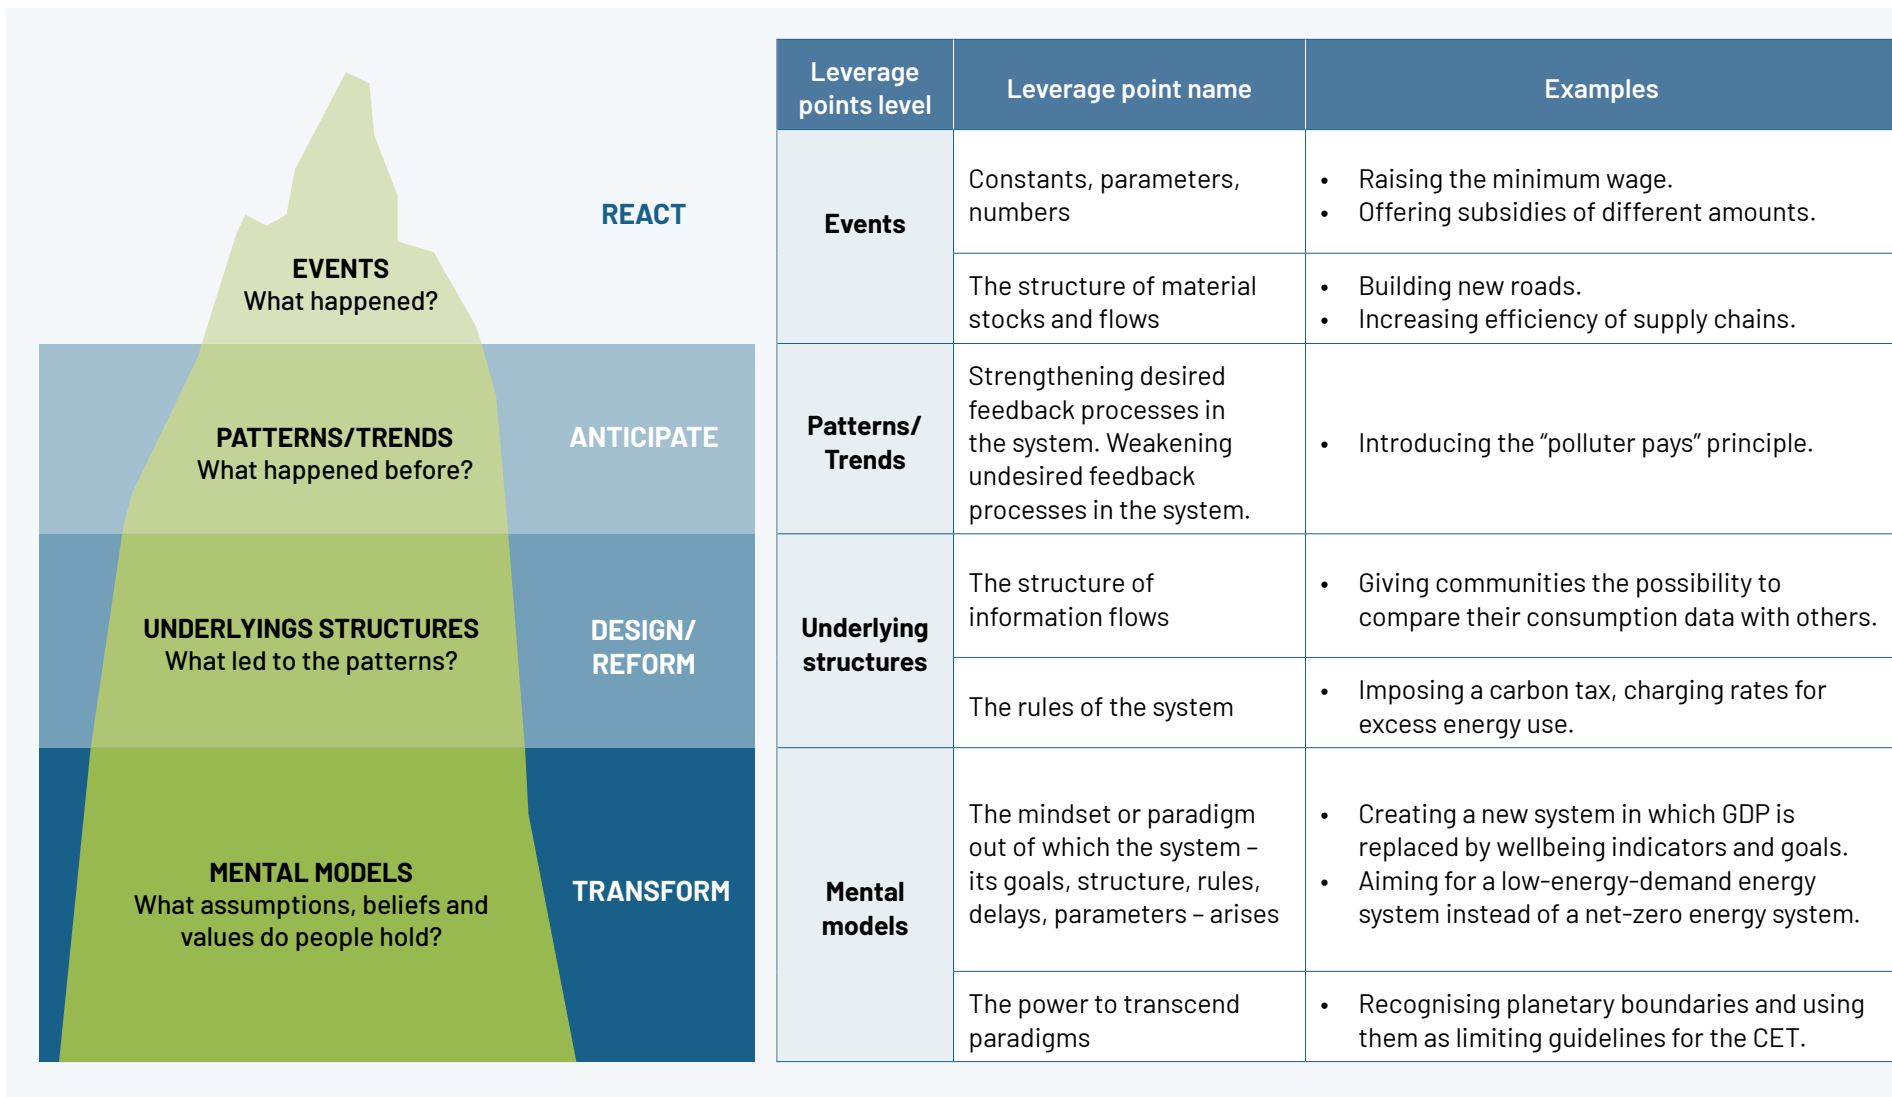 EVENTS
What happened?
REACT
PATTERNS/TRENDS
What happened before?
ANTICIPATE
UNDERLYINGS STRUCTURES
What led to the patterns?
DESIGN/
REFORM
MENTAL MODELS
What assumptions, beliefs and
values do people hold?
TRANSFORM
Leverage
points level
Leverage point name
Examples
Events
Constants, parameters,
numbers
• Raising the minimum wage.
• Offering subsidies of different amounts.
The structure of material
stocks and flows
• Building new roads.
• Increasing efficiency of supply chains.
Patterns/
Trends
Strengthening desired
feedback processes in
the system. Weakening
undesired feedback
processes in the system.
• Introducing the “polluter pays” principle.
Underlying
structures
The structure of
information flows
• Giving communities the possibility to
compare their consumption data with others.
The rules of the system
• Imposing a carbon tax, charging rates for
excess energy use.
Mental
models
The mindset or paradigm
out of which the system –
its goals, structure, rules,
delays, parameters – arises
• Creating a new system in which GDP is
replaced by wellbeing indicators and goals.
• Aiming for a low-energy-demand energy
system instead of a net-zero energy system.
The power to transcend
paradigms
• Recognising planetary boundaries and using
them as limiting guidelines for the CET.